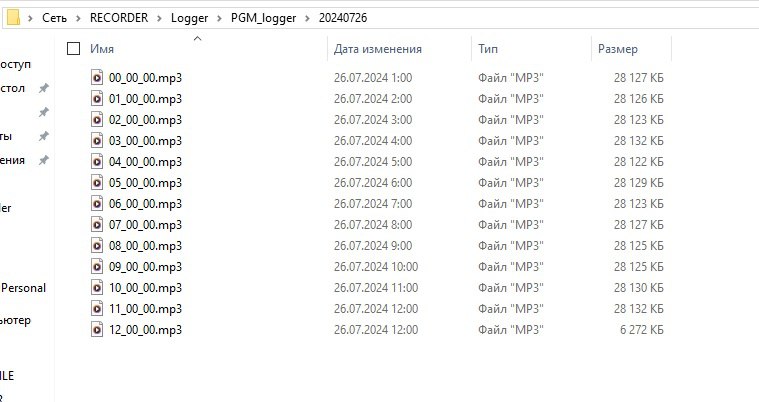 Сеть > RECORDER > Logger > PGM_logger > 20240726
Имя Дата изменения Тип Размер
оступ
00_00_00.mp3 26.07.2024 1:00 Файл "MP3" 28 127 КБ
стол
01_00_00.mp3 26.07.2024 2:00 Файл "MP3" 28 126 КБ
02_00_00.mp3 26.07.2024 3:00 Файл "MP3" 28 123 КБ
ты
03_00_00.mp3 26.07.2024 4:00 Файл "MP3" 28 132 КБ
ения
04_00_00.mp3 26.07.2024 5:00 Файл "MP3" 28 122 КБ
05_00_00.mp3 26.07.2024 6:00 Файл "MP3" 28 129 КБ
der
06_00_00.mp3 26.07.2024 7:00 Файл "MP3" 28 123 КБ
07_00_00.mp3 26.07.2024 8:00 Файл "MP3" 28 127 КБ
08_00_00.mp3 26.07.2024 9:00 Файл "MP3" 28 125 КБ
09_00_00.mp3 26.07.2024 10:00 Файл "MP3" 28 125 КБ
Personal
10_00_00.mp3 26.07.2024 11:00 Файл "MP3" 28 130 КБ
11_00_00.mp3 26.07.2024 12:00 Файл "MP3" 28 132 КБ
ьютер
12_00_00.mp3 26.07.2024 12:00 Файл "MP3" 6 272 КБ
ILE